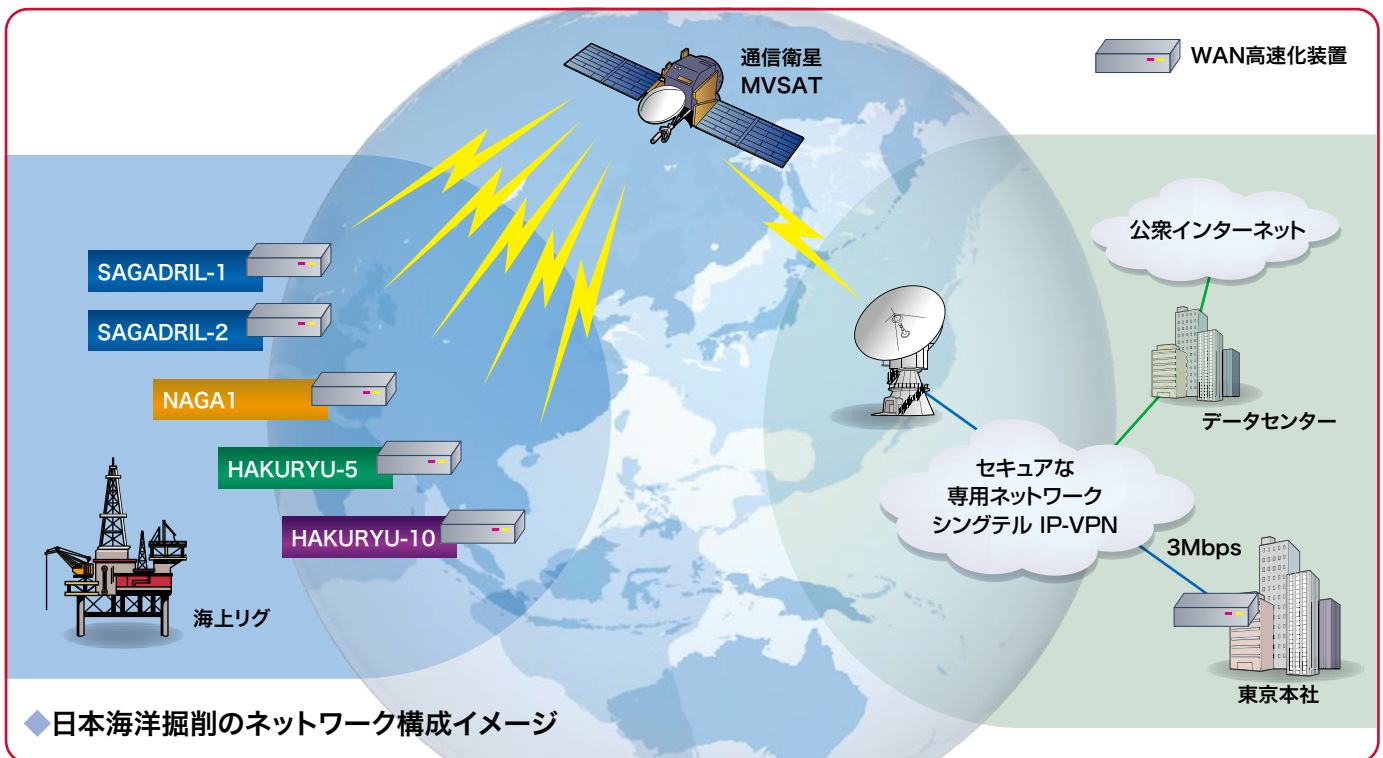 通信衛星
MVSAT
WAN高速化装置
公衆インターネット
SAGADRIL-1
SAGADRIL-2
NAGA1
HAKURYU-5
HAKURYU-10
海上リグ
データセンター
セキュアな
専用ネットワーク
シングテル IP-VPN
3Mbps
東京本社
◆日本海洋掘削のネットワーク構成イメージ